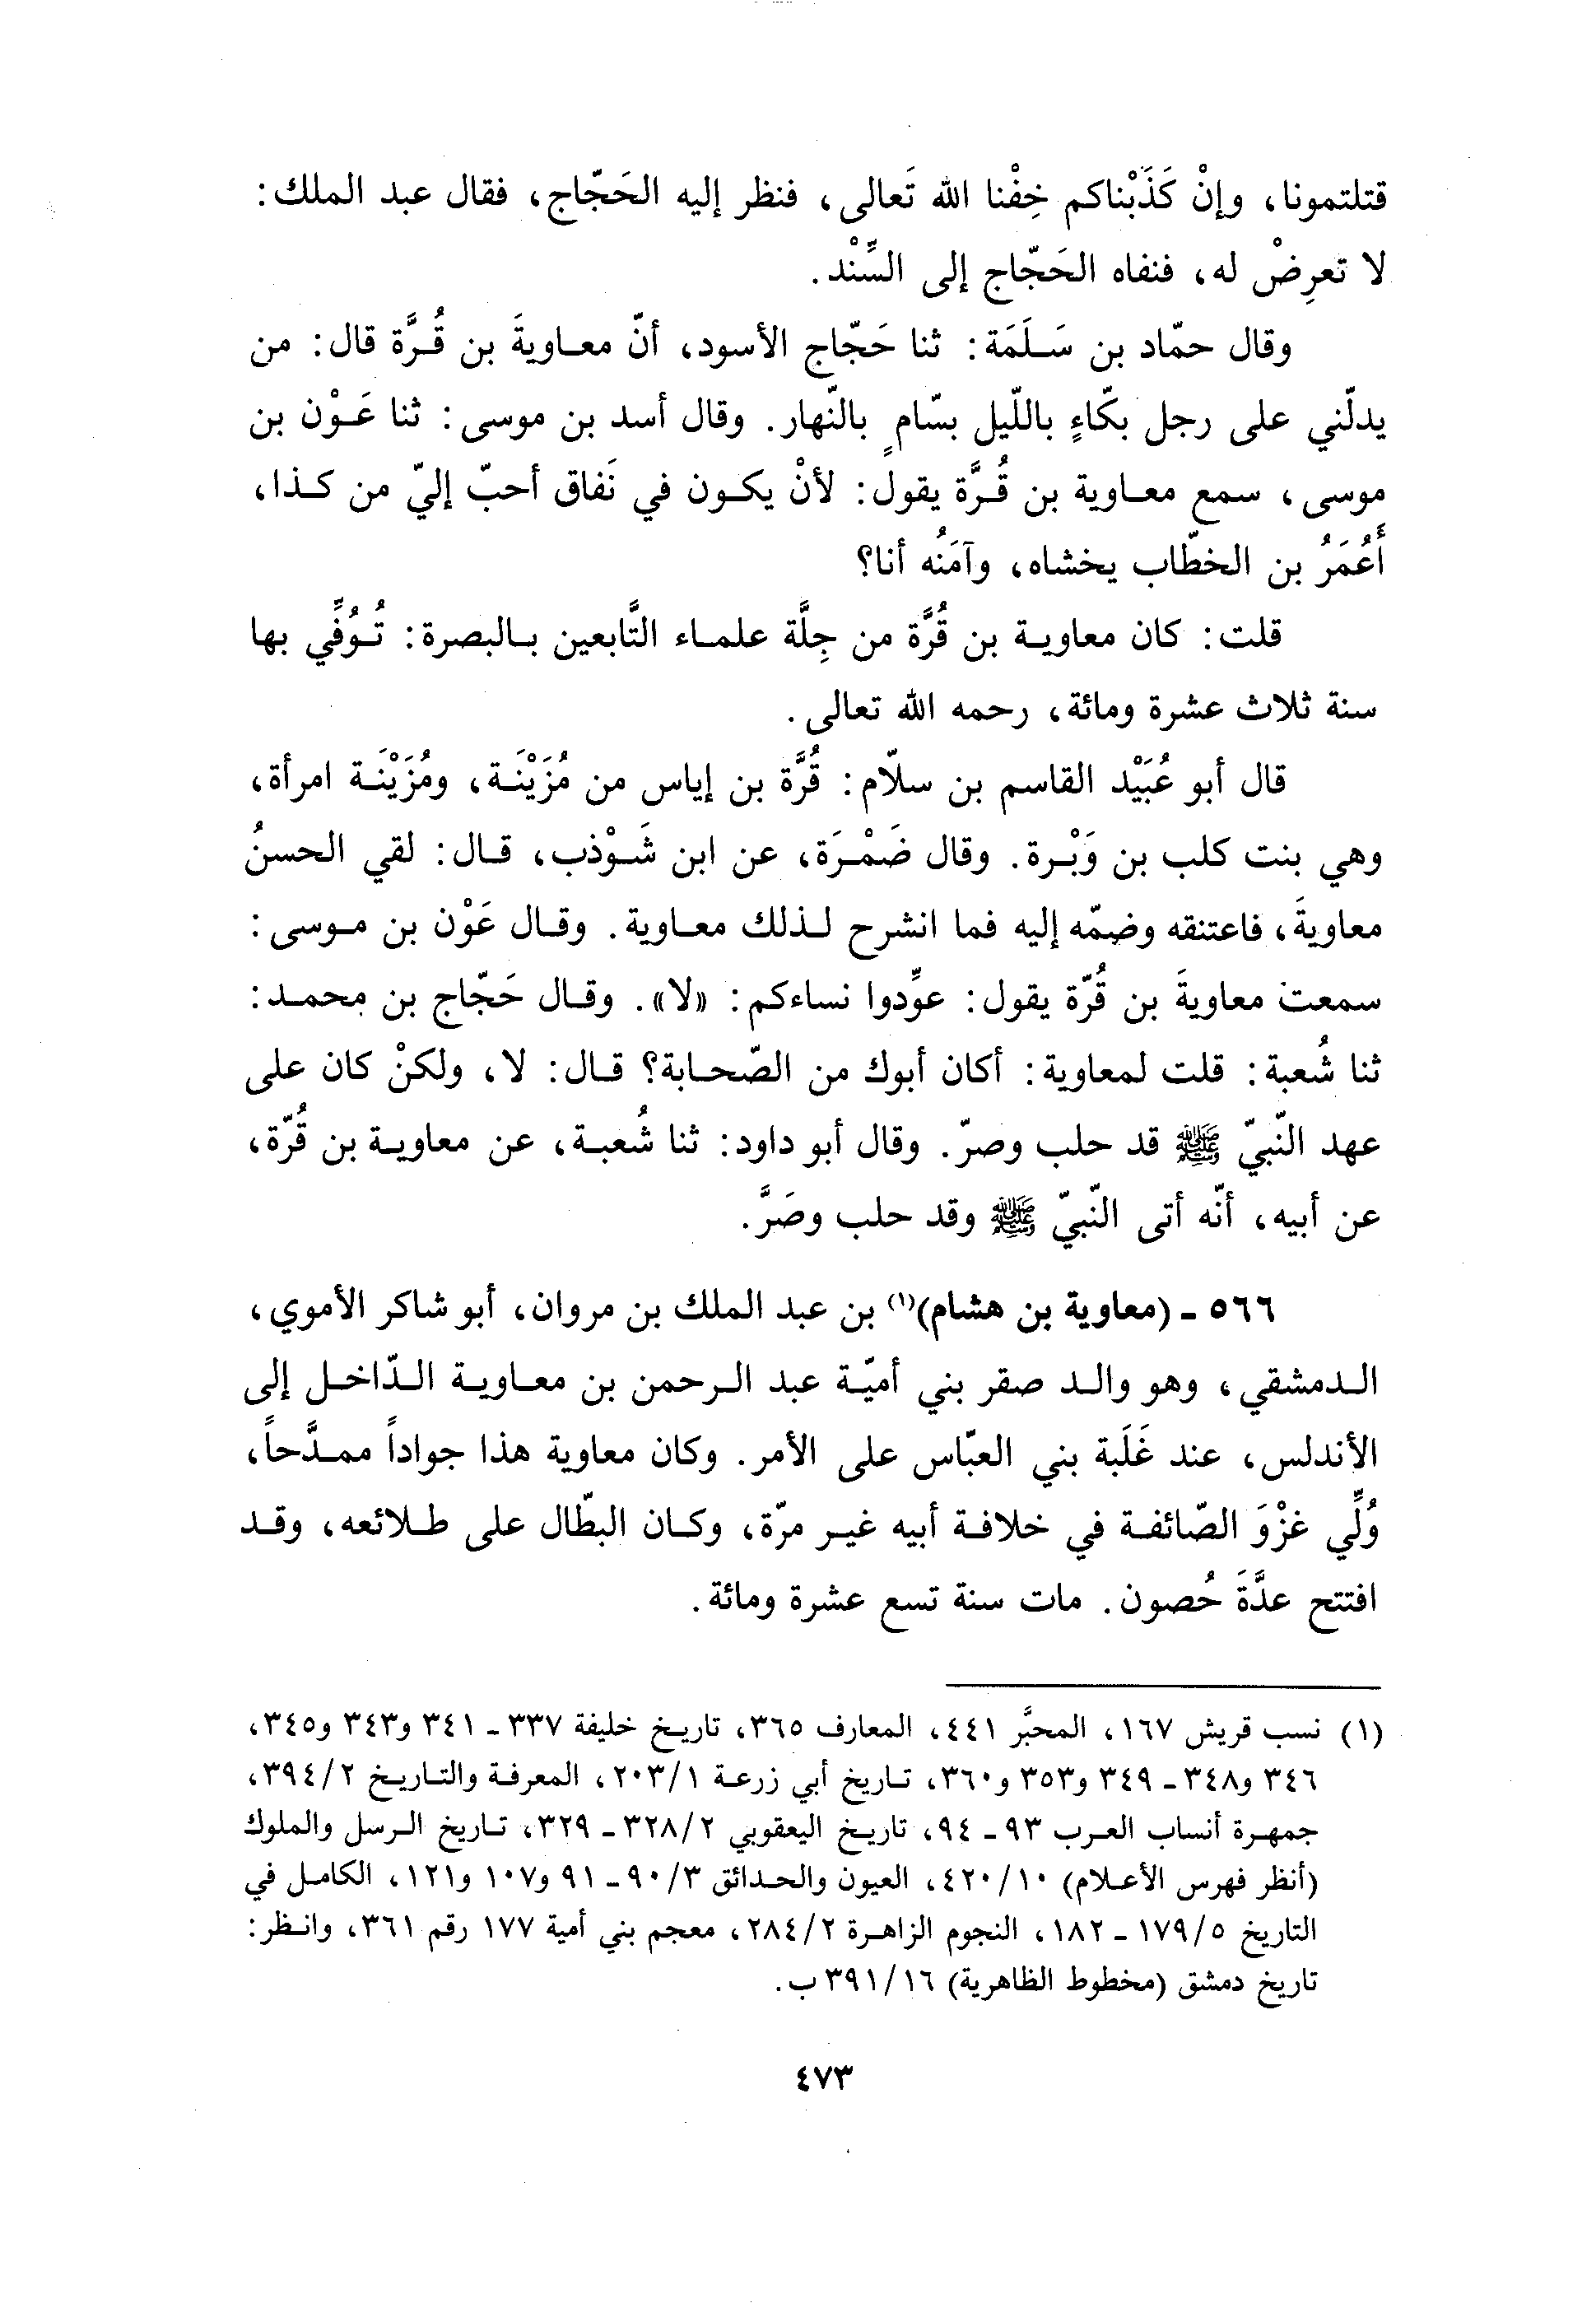 قتلتمونا، وإنْ كَذَبْناكم خِفْنا الله تَعالى، فنظر إليه الحَجّاج، فقال عبد الملك:
لا تعرِضْ له، فنفاه الحَجّاج إلى السِّنْد.
وقال حمّاد بن سَلَمَة: ثنا حَجّاج الأسود، أنّ معاويةَ بن قُرَّة قال: من
يدلّني على رجل بكّاءٍ باللّيل بسّامٍ بالنّهار. وقال أسد بن موسى: ثنا عَوْن بن
موسى، سمع معاوية بن قُرَّة يقول: لأنْ يكون في نَفاق أحبّ إليّ من كذا،
أَعُمَرُ بن الخطّاب يخشاه، وآمَنُه أنا؟
قلت: كان معاوية بن قُرَّة من جِلَّة علماء التَّابعين بالبصرة: تُوُفِّي بها
سنة ثلاث عشرة ومائة، رحمه الله تعالى.
قال أبو عُبَيْد القاسم بن سلّام: قُرَّة بن إياس من مُزَيْنَة، ومُزَيْنَة امرأة،
وهي بنت كلب بن وَبْرة. وقال ضَمْرَة، عن ابن شَوْذب، قال: لقي الحسنُ
معاويةَ، فاعتنقه وضمّه إليه فما انشرح لذلك معاوية. وقال عَوْن بن موسى:
سمعت معاويةَ بن قُرّة يقول: عوِّدوا نساءكم: «لا». وقال حَجّاج بن محمد:
ثنا شُعبة: قلت لمعاوية: أكان أبوك من الصّحابة؟ قال: لا، ولكنْ كان على
عهد النّبيّ ﷺ قد حلب وصرّ. وقال أبو داود: ثنا شُعبة، عن معاوية بن قُرّة،
عن أبيه، أنّه أتى النّبيّ ﷺ وقد حلب وصَرَّ.
٥٦٦ - (معاوية بن هشام)(١) بن عبد الملك بن مروان، أبو شاكر الأموي،
الدمشقي، وهو والد صقر بني أميّة عبد الرحمن بن معاوية الدّاخل إلى
الأندلس، عند غَلَبة بني العبّاس على الأمر. وكان معاوية هذا جواداً ممدَّحاً،
وُلِّي غزْوَ الصّائفة في خلافة أبيه غير مرّة، وكان البطّال على طلائعه، وقد
افتتح عدَّةَ حُصون. مات سنة تسع عشرة ومائة.
(١) نسب قريش ١٦٧، المحبَّر ٤٤١، المعارف ٣٦٥، تاريخ خليفة ٣٣٧ - ٣٤١ و٣٤٣ و٣٤٥،
٣٤٦ و٣٤٨ - ٣٤٩ و٣٥٣ و٣٦٠، تاريخ أبي زرعة ٢٠٣/١، المعرفة والتاريخ ٣٩٤/٢،
جمهرة أنساب العرب ٩٣ - ٩٤، تاريخ اليعقوبي ٣٢٨/٢ - ٣٢٩، تاريخ الرسل والملوك
(أنظر فهرس الأعلام) ٤٢٠/١٠، العيون والحدائق ٩٠/٣ - ٩١ و١٠٧ و١٢١، الكامل في
التاريخ ١٧٩/٥ - ١٨٢، النجوم الزاهرة ٢٨٤/٢، معجم بني أمية ١٧٧ رقم ٣٦١، وانظر:
تاريخ دمشق (مخطوط الظاهرية) ٣٩١/١٦ ب.
٤٧٣